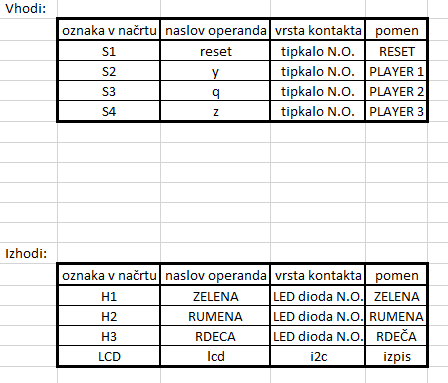 Vhodi:
oznaka v načrtu naslov operanda vrsta kontakta pomen
S1 reset tipkalo N.O. RESET
S2 y tipkalo N.O. PLAYER 1
S3 q tipkalo N.O. PLAYER 2
S4 z tipkalo N.O. PLAYER 3
Izhodi:
oznaka v načrtu naslov operanda vrsta kontakta pomen
H1 ZELENA LED dioda N.O. ZELENA
H2 RUMENA LED dioda N.O. RUMENA
H3 RDECA LED dioda N.O. RDEČA
LCD lcd i2c izpis